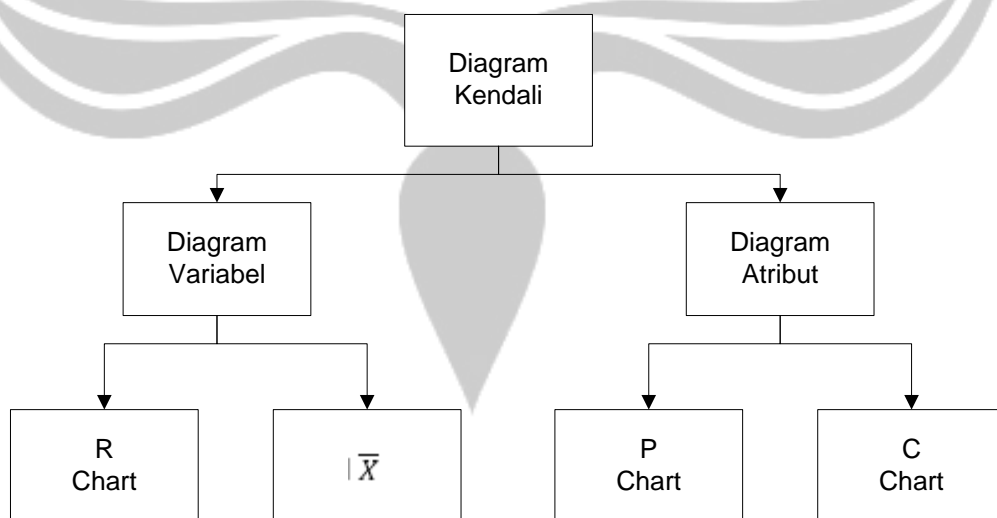 Diagram
Kendali
Diagram
Variabel
Diagram
Atribut
R
Chart
| X̅
P
Chart
C
Chart